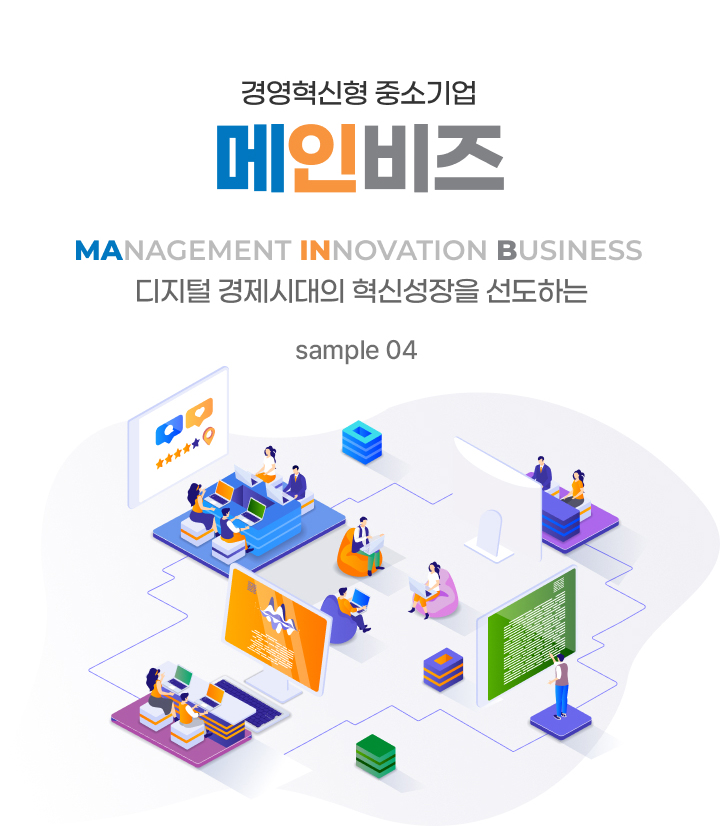 경영혁신형 중소기업
메인비즈
MANAGEMENT INNOVATION BUSINESS
디지털 경제시대의 혁신성장을 선도하는
sample 04